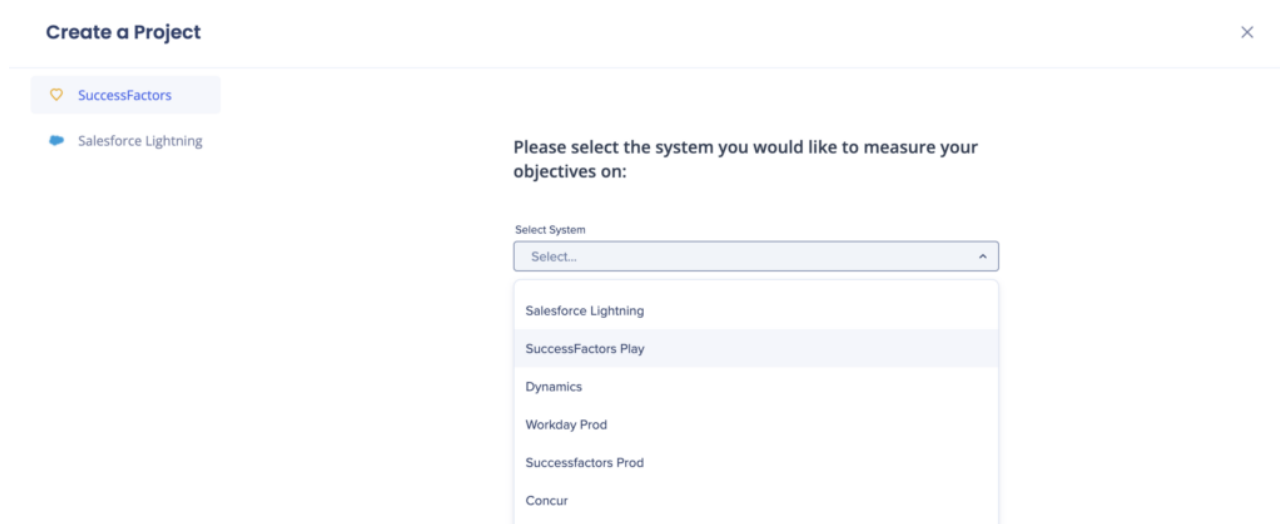 Create a Project
SuccessFactors
Salesforce Lightning
Please select the system you would like to measure your
objectives on:
Select System
Select...
Salesforce Lightning
SuccessFactors Play
Dynamics
Workday Prod
Successfactors Prod
Concur